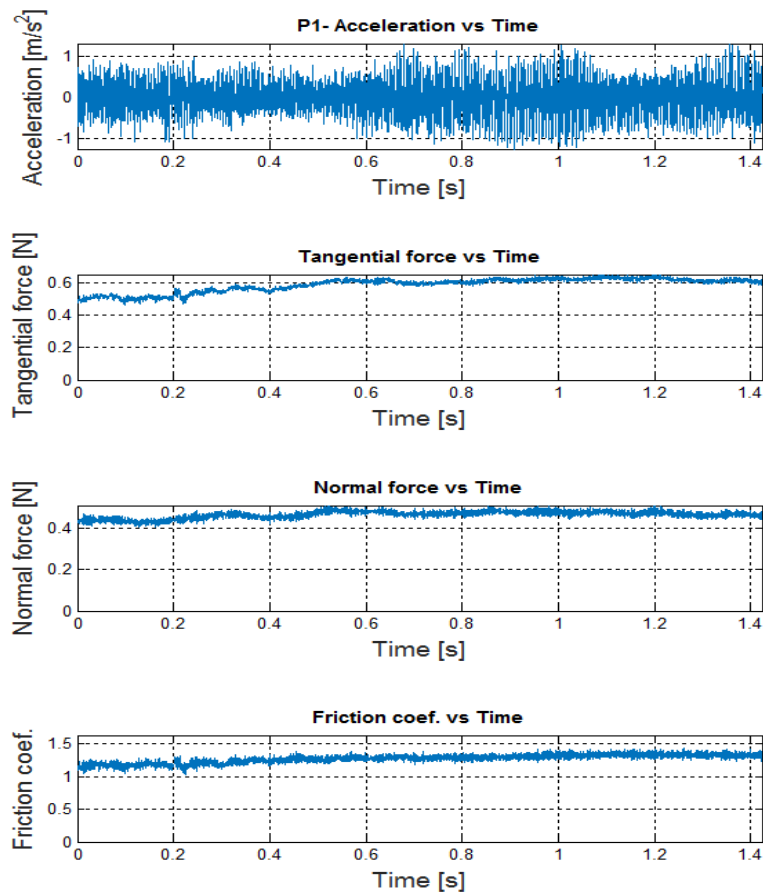 P1- Acceleration vs Time
Acceleration [m/s²]
1
0
-1
0 0.2 0.4 0.6 0.8 1 1.2 1.4
Time [s]
Tangential force vs Time
Tangential force [N]
0.6
0.4
0.2
0
0 0.2 0.4 0.6 0.8 1 1.2 1.4
Time [s]
Normal force vs Time
Normal force [N]
0.4
0.2
0
0 0.2 0.4 0.6 0.8 1 1.2 1.4
Time [s]
Friction coef. vs Time
Friction coef.
1.5
1
0.5
0
0 0.2 0.4 0.6 0.8 1 1.2 1.4
Time [s]